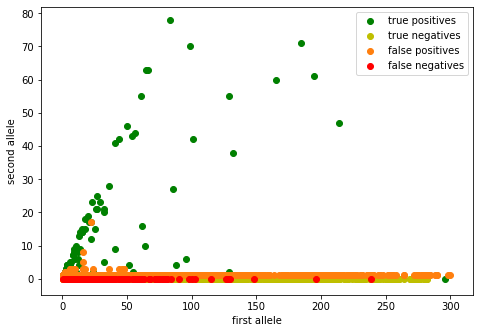 80
70
60
50
40
30
20
10
0
second allele
true positives
true negatives
false positives
false negatives
0 50 100 150 200 250 300
first allele